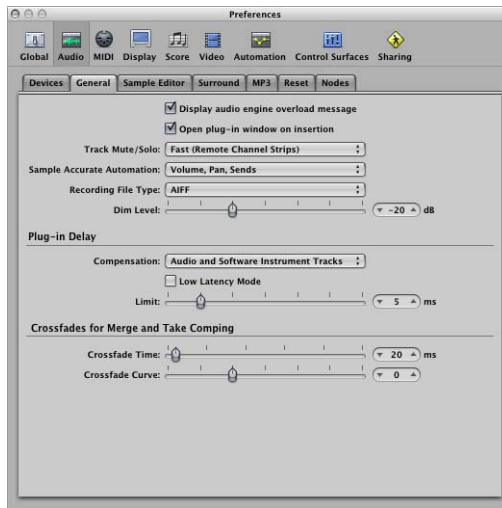 Preferences
Global Audio MIDI Display Score Video Automation Control Surfaces Sharing
Devices General Sample Editor Surround MP3 Reset Nodes
Display audio engine overload message
Open plug-in window on insertion
Track Mute/Solo: Fast (Remote Channel Strips)
Sample Accurate Automation: Volume, Pan, Sends
Recording File Type: AIFF
Dim Level: -20 dB
Plug-in Delay
Compensation: Audio and Software Instrument Tracks
Low Latency Mode
Limit: 5 ms
Crossfades for Merge and Take Comping
Crossfade Time: 20 ms
Crossfade Curve: 0